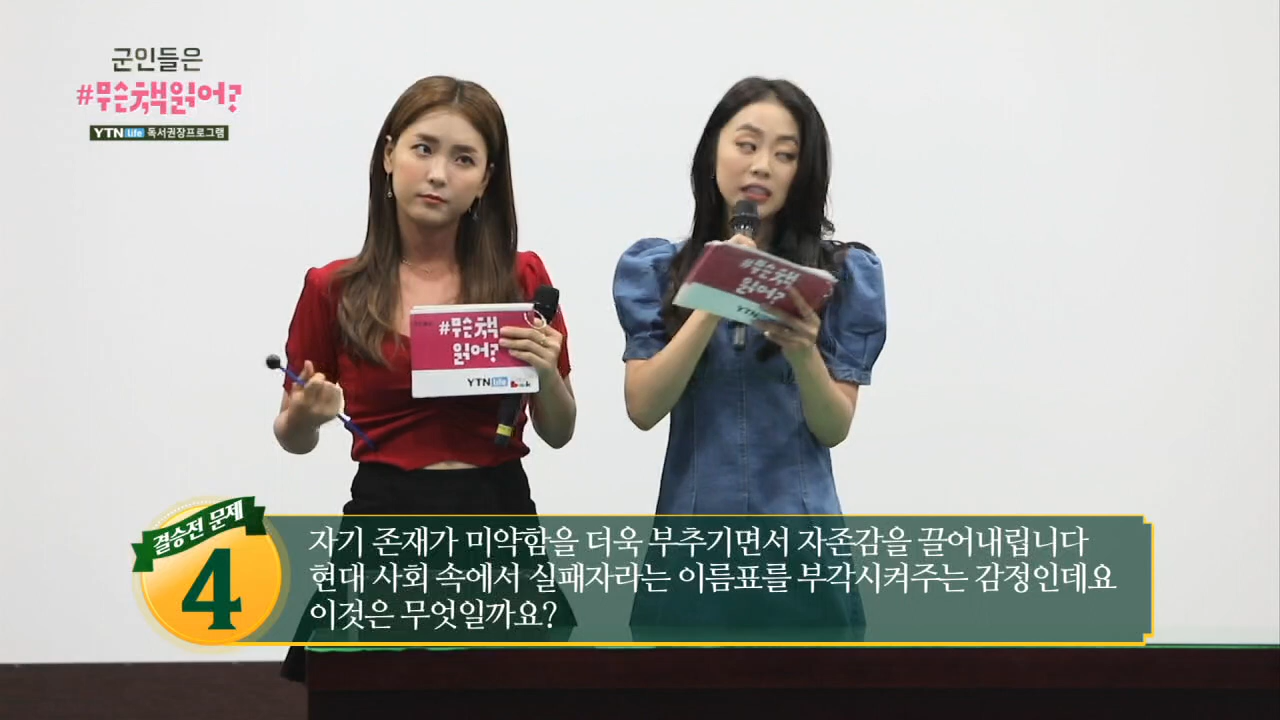 군인들은
#무슨책읽어?
YTN life 독서권장프로그램
#무슨책
읽어?
YTN life
#무슨책
읽어?
YTN
결승전 문제
4
자기 존재가 미약함을 더욱 부추기면서 자존감을 끌어내립니다
현대 사회 속에서 실패자라는 이름표를 부각시켜주는 감정인데요
이것은 무엇일까요?